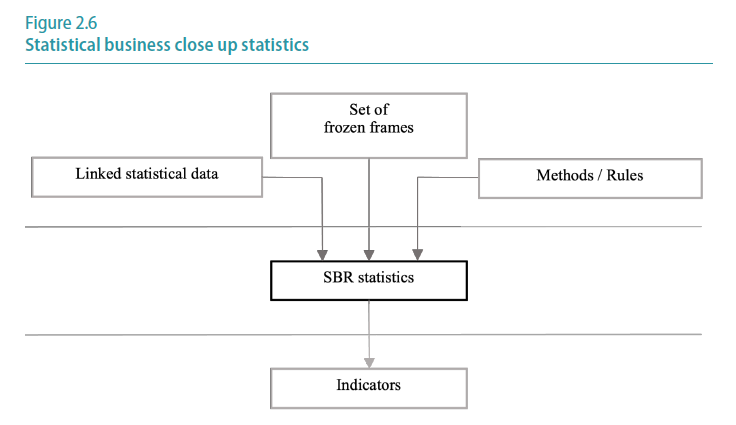 Figure 2.6
Statistical business close up statistics
Set of
frozen frames
Linked statistical data
Methods / Rules
SBR statistics
Indicators